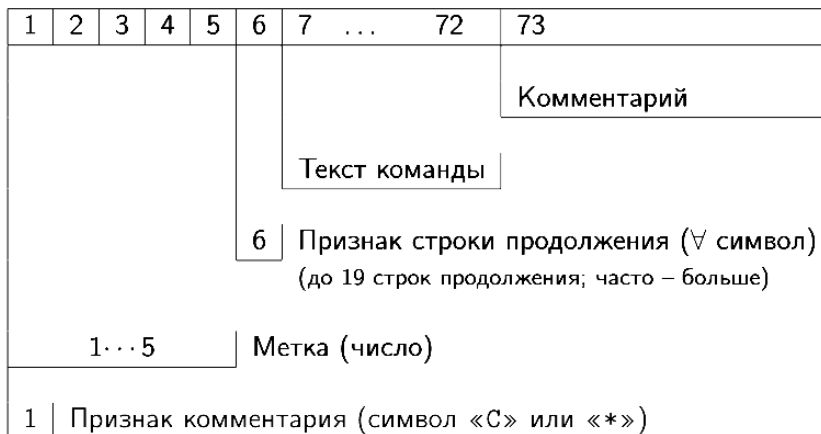 1 2 3 4 5 6 7 ... 72 73
Комментарий
Текст команды
6 Признак строки продолжения (∀ символ)
(до 19 строк продолжения; часто – больше)
1···5 Метка (число)
1 Признак комментария (символ «C» или «*»)